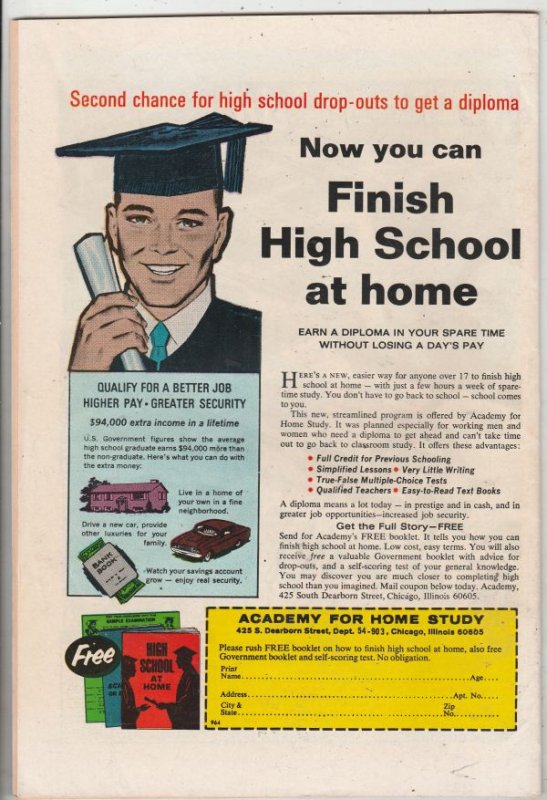 Second chance for high school drop-outs to get a diploma
Now you can
Finish
High School
at home
EARN A DIPLOMA IN YOUR SPARE TIME
WITHOUT LOSING A DAY'S PAY
QUALIFY FOR A BETTER JOB
HIGHER PAY • GREATER SECURITY
$94,000 extra income in a lifetime
U.S. Government figures show the average
high school graduate earns $94,000 more than
the non-graduate. Here's what you can do with
the extra money:
Live in a home of
your own in a fine
neighborhood.
Drive a new car, provide
other luxuries for your
family.
BANK
BOOK
Watch your savings account
grow — enjoy real security.
HERE'S A NEW, easier way for anyone over 17 to finish high
school at home — with just a few hours a week of spare-
time study. You don't have to go back to school — school comes
to you.
This new, streamlined program is offered by Academy for
Home Study. It was planned especially for working men and
women who need a diploma to get ahead and can't take time
out to go back to classroom study. It offers these advantages:
• Full Credit for Previous Schooling
• Simplified Lessons • Very Little Writing
• True-False Multiple-Choice Tests
• Qualified Teachers • Easy-to-Read Text Books
A diploma means a lot today — in prestige and in cash, and in
greater job opportunities—increased job security.
Get the Full Story—FREE
Send for Academy's FREE booklet. It tells you how you can
finish high school at home. Low cost, easy terms. You will also
receive free a valuable Government booklet with advice for
drop-outs, and a self-scoring test of your general knowledge.
You may discover you are much closer to completing high
school than you imagined. Mail coupon below today. Academy,
425 South Dearborn Street, Chicago, Illinois 60605.
Free
SAMPLE EXAMINATION
HIGH
SCHOOL
AT
HOME
ACADEMY FOR HOME STUDY
425 S. Dearborn Street, Dept. 54-903, Chicago, Illinois 60605
Please rush FREE booklet on how to finish high school at home, also free
Government booklet and self-scoring test. No obligation.
Print
Name Age
Address Apt. No.
City & Zip
State No.
964